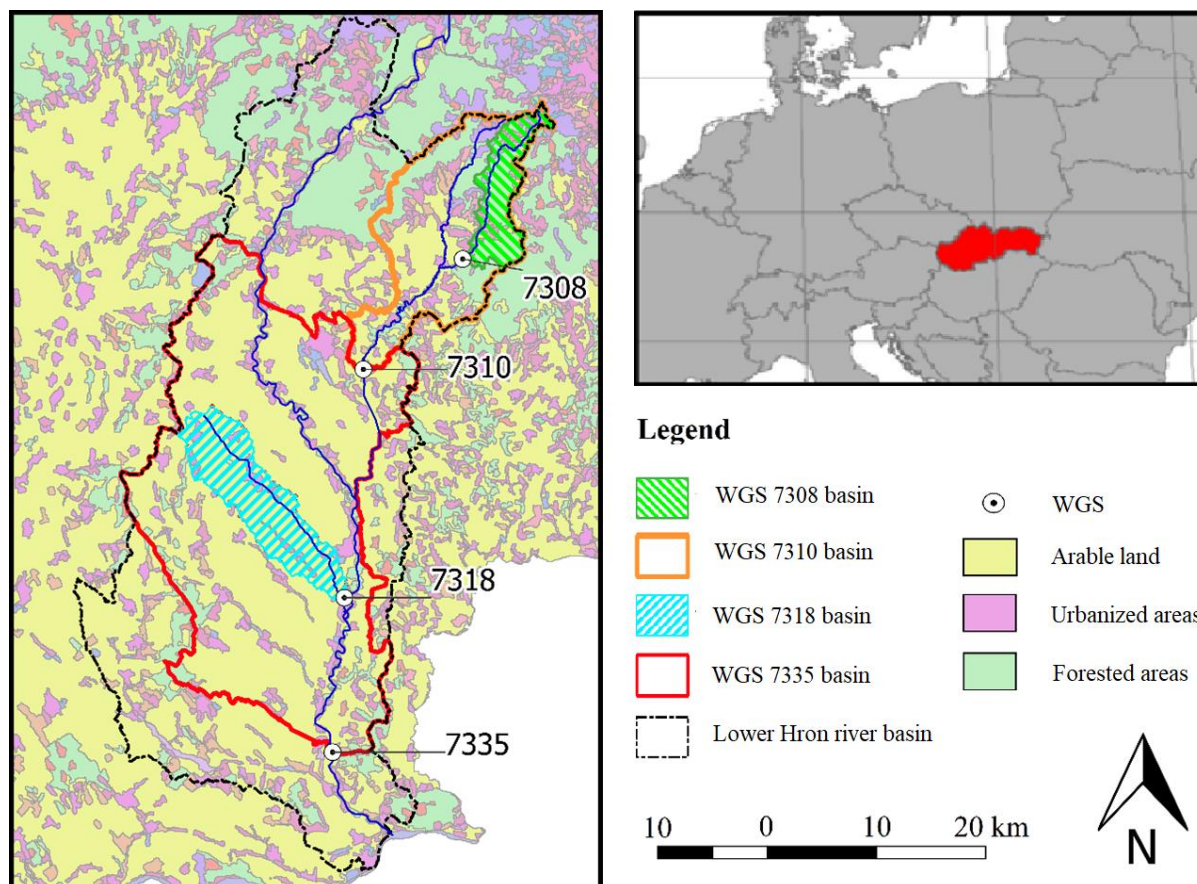 7308
7310
7318
7335
Legend
WGS 7308 basin
WGS
WGS 7310 basin
Arable land
WGS 7318 basin
Urbanized areas
WGS 7335 basin
Forested areas
Lower Hron river basin
10 0 10 20 km
N